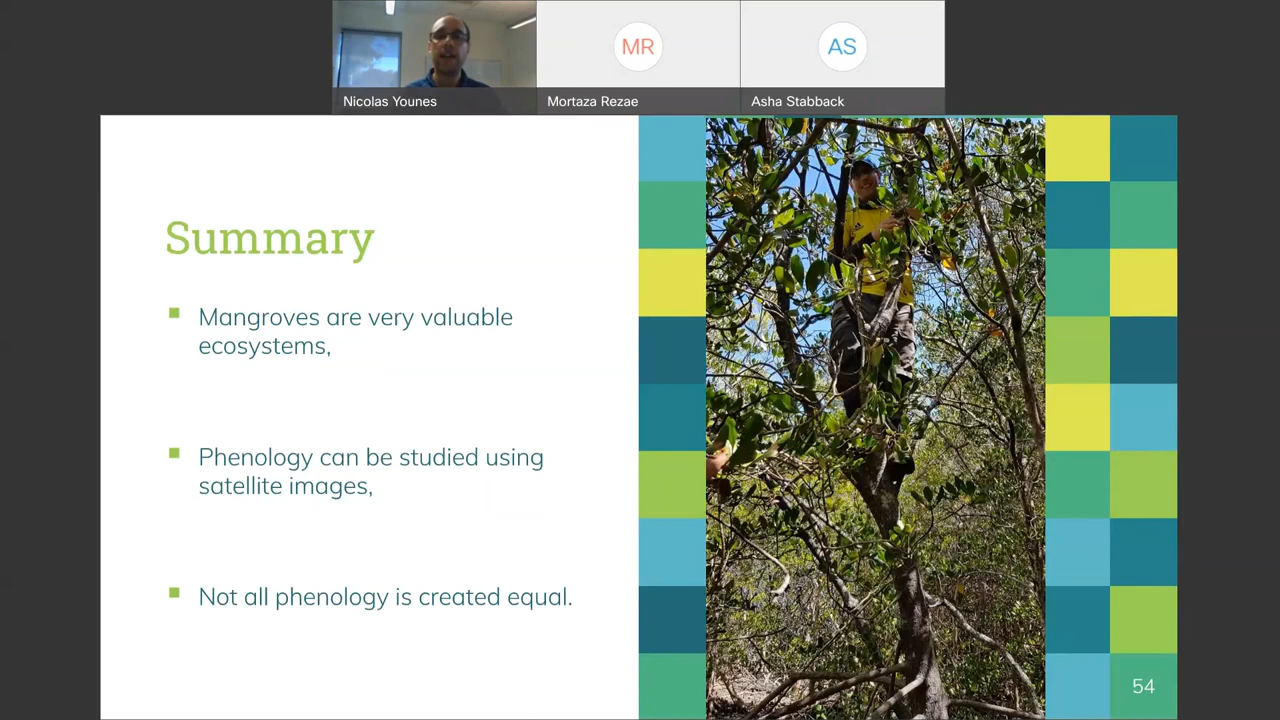 MR
AS
Nicolas Younes
Mortaza Rezae
Asha Stabback
Summary
Mangroves are very valuable
ecosystems,
Phenology can be studied using
satellite images,
Not all phenology is created equal.
54